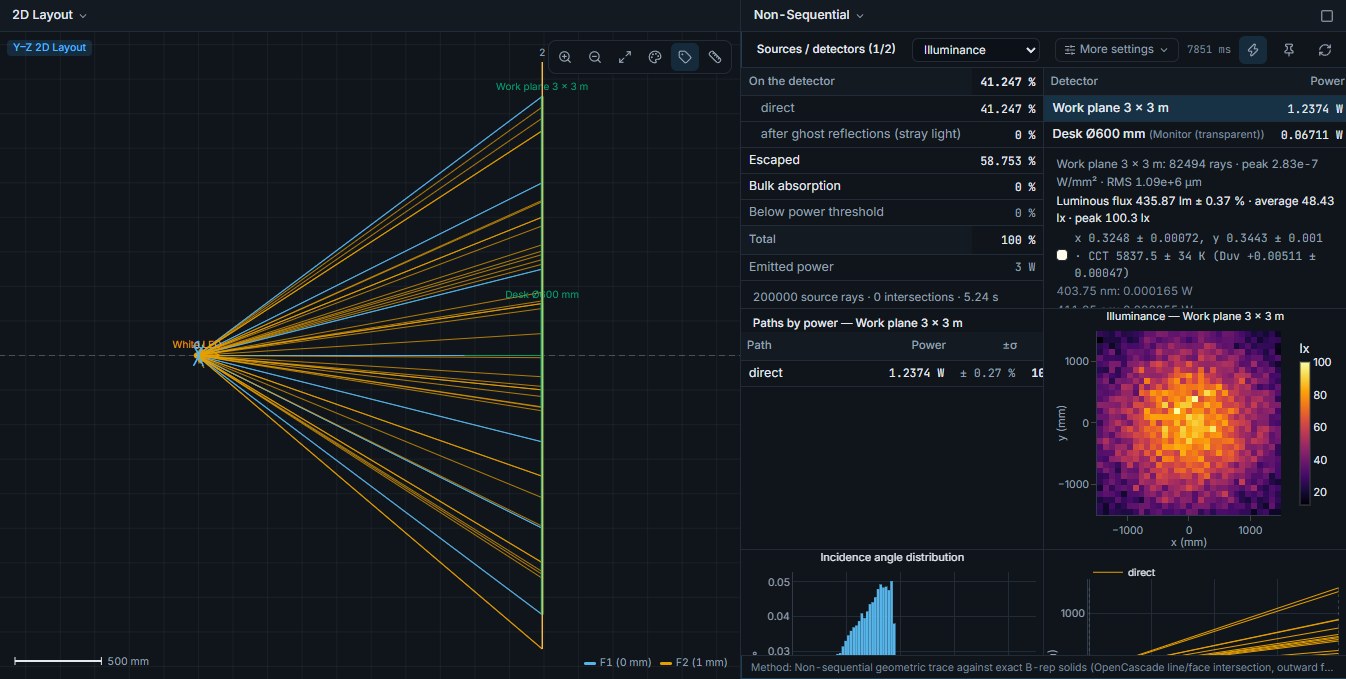 2D Layout
Y–Z 2D Layout
2
Work plane 3 × 3 m
Desk Ø600 mm
500 mm
F1 (0 mm)
F2 (1 mm)
Non-Sequential
Sources / detectors (1/2)
Illuminance
More settings
7851 ms
On the detector 41.247 %
direct 41.247 %
after ghost reflections (stray light) 0 %
Escaped 58.753 %
Bulk absorption 0 %
Below power threshold 0 %
Total 100 %
Emitted power 3 W
200000 source rays · 0 intersections · 5.24 s
Detector Power
Work plane 3 × 3 m 1.2374 W
Desk Ø600 mm (Monitor (transparent)) 0.06711 W
Work plane 3 × 3 m: 82494 rays · peak 2.83e-7
W/mm² · RMS 1.09e+6 µm
Luminous flux 435.87 lm ± 0.37 % · average 48.43
lx · peak 100.3 lx
x 0.3248 ± 0.00072, y 0.3443 ± 0.001
· CCT 5837.5 ± 34 K (Duv +0.00511 ±
0.00047)
403.75 nm: 0.000165 W
Paths by power — Work plane 3 × 3 m
Path Power ±σ
direct 1.2374 W ± 0.27 % 10
Illuminance — Work plane 3 × 3 m
lx
100
80
60
40
20
1000
0
−1000
y (mm)
−1000 0 1000
x (mm)
Incidence angle distribution
0.05
0.04
0.03
direct
1000
Method: Non-sequential geometric trace against exact B-rep solids (OpenCascade line/face intersection, outward f...